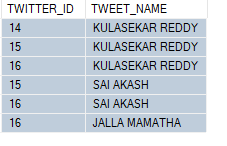 TWITTER_ID TWEET_NAME
14 KULASEKAR REDDY
15 KULASEKAR REDDY
16 KULASEKAR REDDY
15 SAI AKASH
16 SAI AKASH
16 JALLA MAMATHA